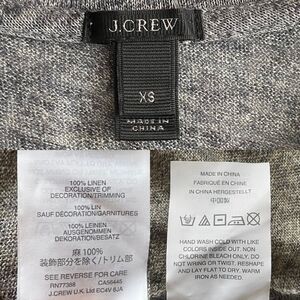 J.CREW
XS
MADE IN
CHINA
100% LINEN
EXCLUSIVE OF
DECORATION/TRIMMING
100% LIN
SAUF DÉCORATION/GARNITURES
100% LEINEN
AUSGENOMMEN
DEKORATION/BESATZ
麻 100%
装飾部分を除く/トリム部
SEE REVERSE FOR CARE
RN77388 CA56445
J.CREW U.K. Ltd EC4V 6JA
MADE IN CHINA
FABRIQUÉ EN CHINE
IN CHINA HERGESTELLT
中国製
HAND WASH COLD WITH LIKE
COLORS INSIDE OUT. NON
CHLORINE BLEACH ONLY. DO
NOT WRING OR TWIST. RESHAPE
AND LAY FLAT TO DRY. WARM
IRON IF NEEDED.